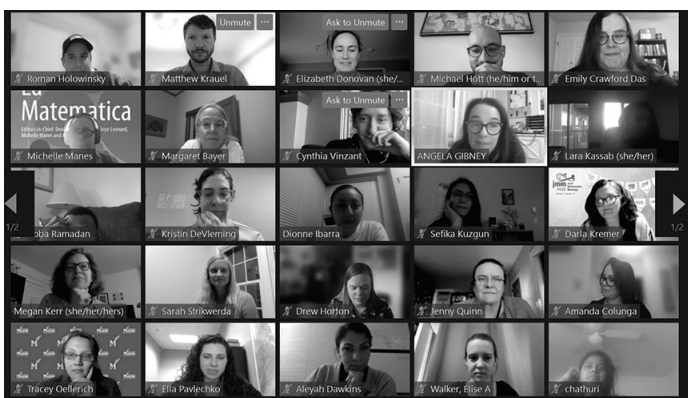 Unmute
Ask to Unmute
Roman Holowinsky
Matthew Krauel
Elizabeth Donovan (she/...
Michael Hott (he/him or t...
Emily Crawford Das
La
Matematica
Ask to Unmute
Michelle Manes
Margaret Bayer
Cynthia Vinzant
ANGELA GIBNEY
Lara Kassab (she/her)
jmm
1/2
1/2
oba Ramadan
Kristin DeVleming
Dionne Ibarra
Sefika Kuzgun
Darla Kremer
Megan Kerr (she/her/hers)
Sarah Strikwerda
Drew Horton
Jenny Quinn
Amanda Colunga
Tracey Oellerich
Ella Pavlechko
Aleyah Dawkins
Walker, Elise A
chathuri